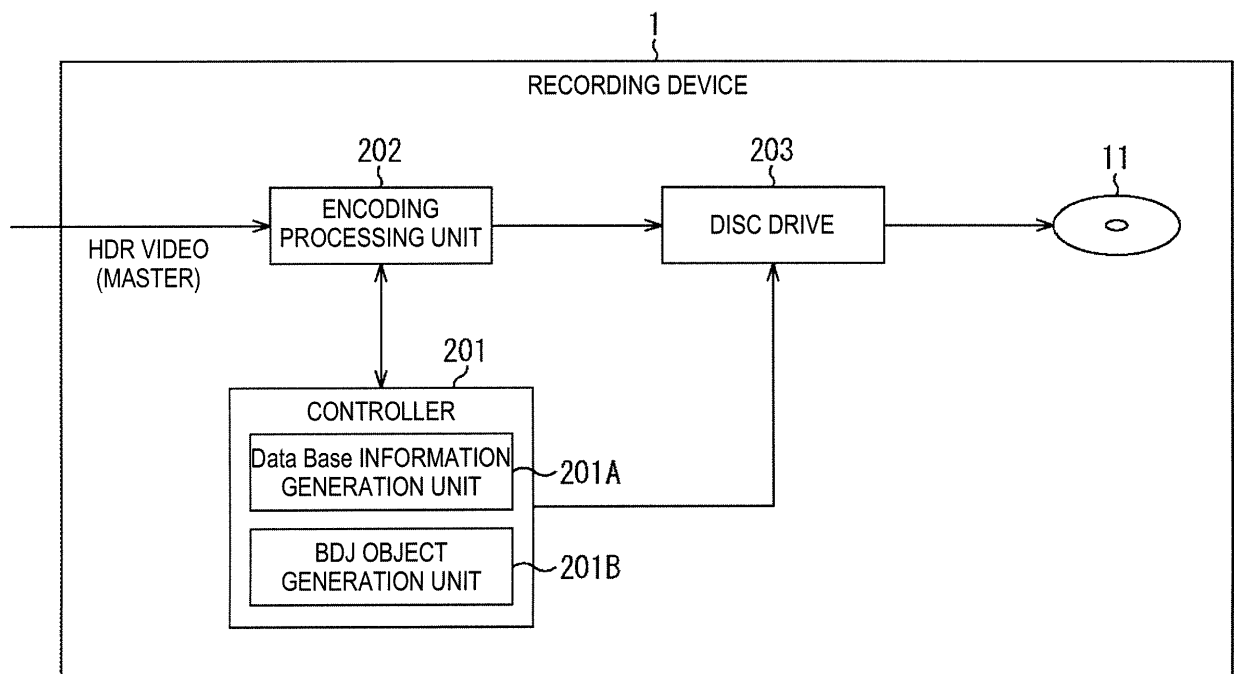 1
RECORDING DEVICE
202
203
11
ENCODING
PROCESSING UNIT
DISC DRIVE
HDR VIDEO
(MASTER)
201
CONTROLLER
Data Base INFORMATION
GENERATION UNIT
201A
BDJ OBJECT
GENERATION UNIT
201B